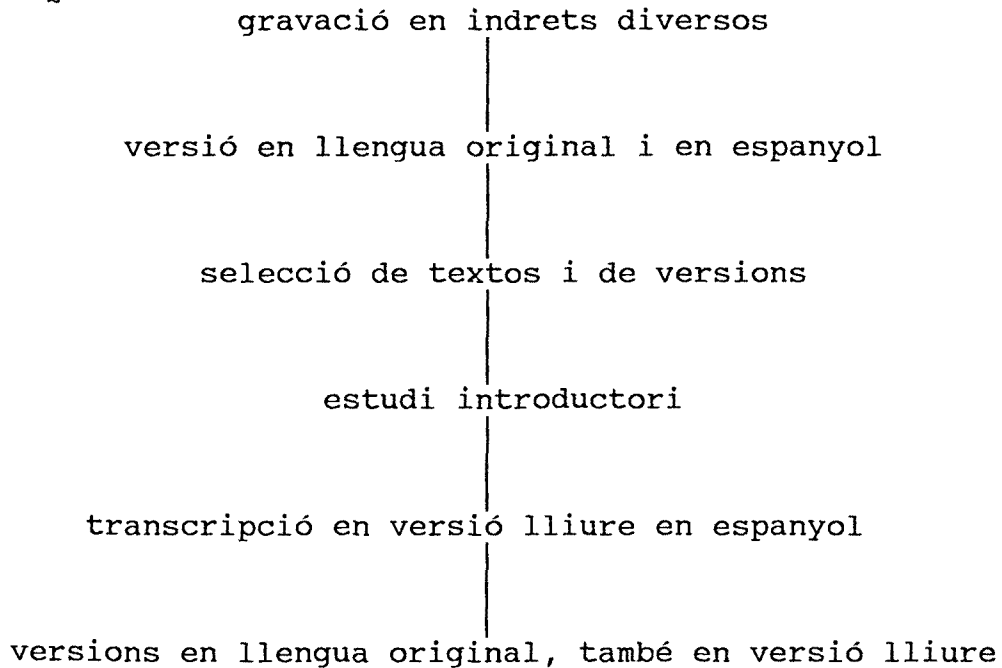 gravació en indrets diversos
versió en llengua original i en espanyol
selecció de textos i de versions
estudi introductori
transcripció en versió lliure en espanyol
versions en llengua original, també en versió lliure